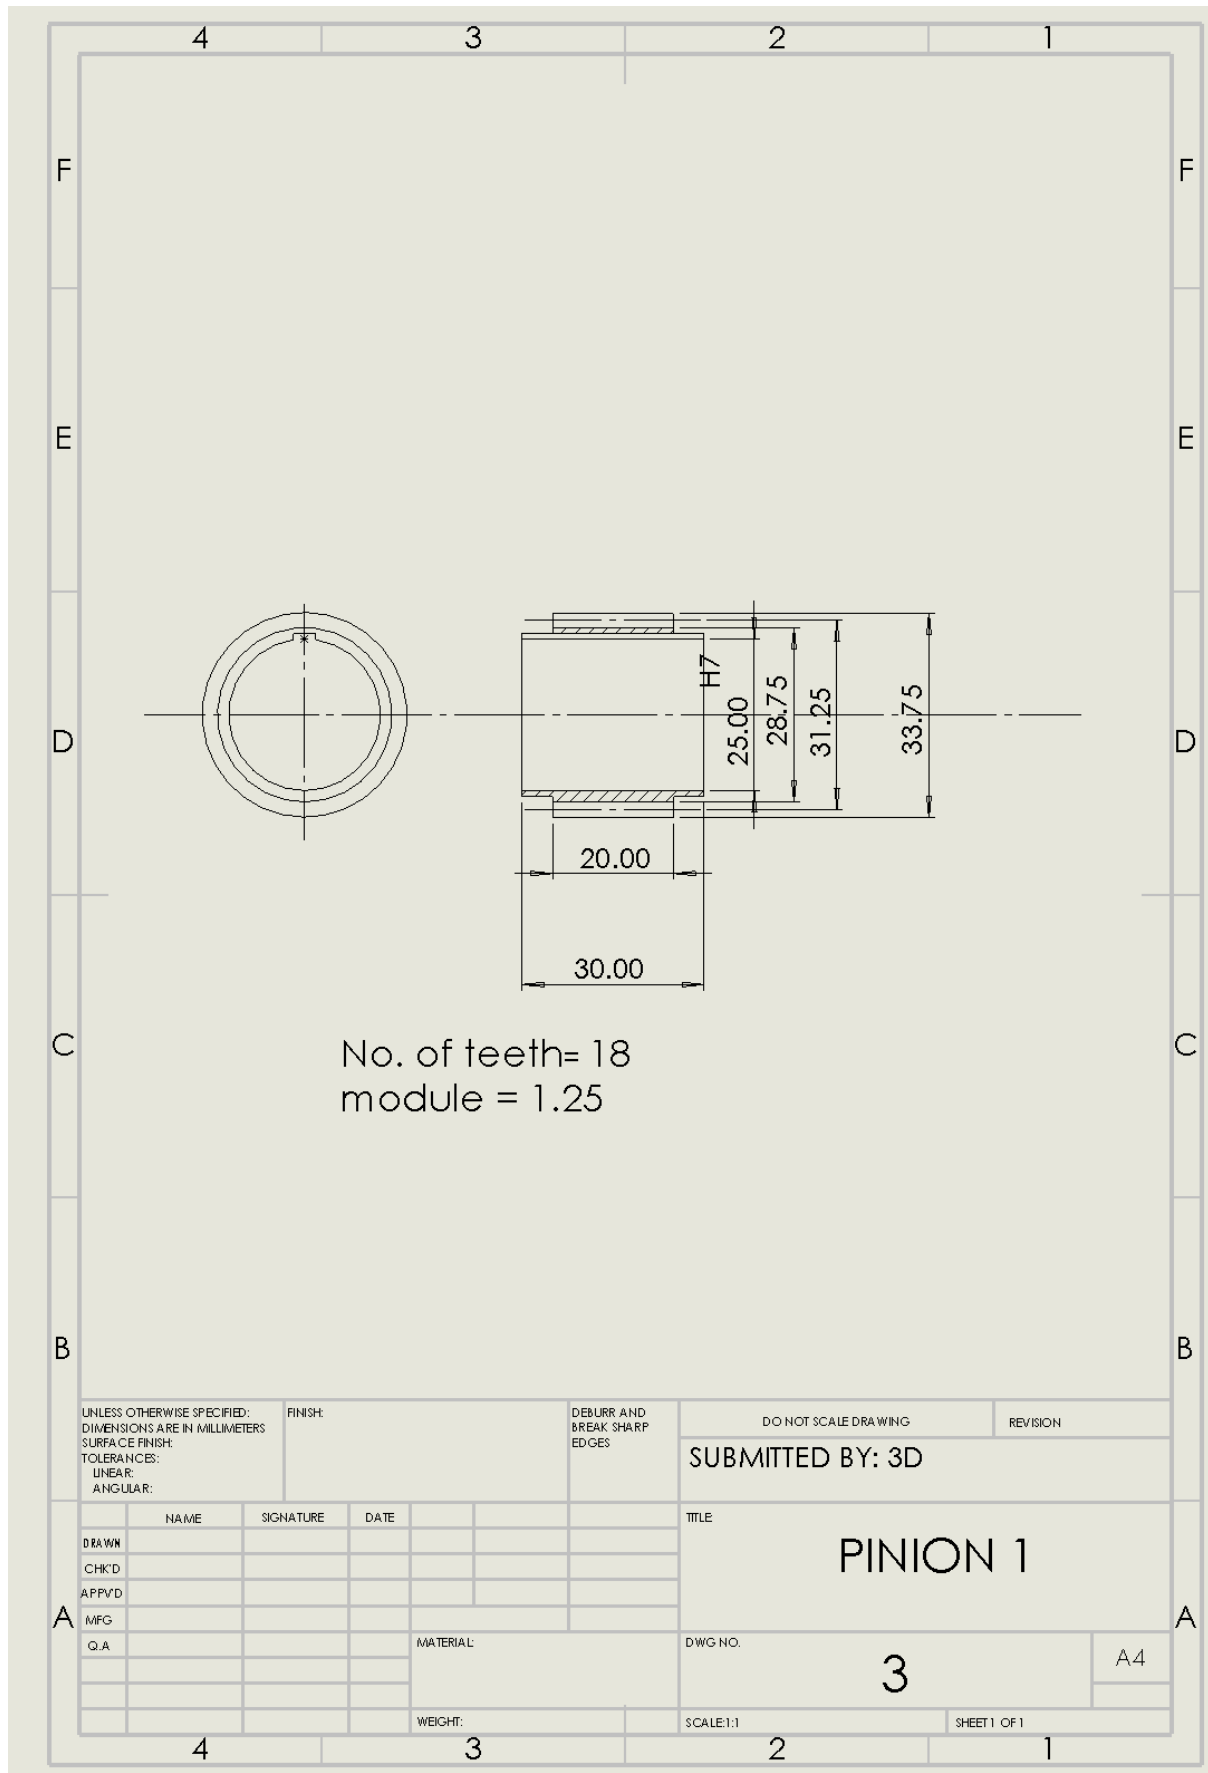 4 3 2 1
F F
E E
D D
H7
25.00
28.75
31.25
33.75
20.00
30.00
C C
No. of teeth= 18
module = 1.25
B B
UNLESS OTHERWISE SPECIFIED:
DIMENSIONS ARE IN MILLIMETERS
SURFACE FINISH:
TOLERANCES:
LINEAR:
ANGULAR:
FINISH:
DEBURR AND
BREAK SHARP
EDGES
DO NOT SCALE DRAWING
REVISION
SUBMITTED BY: 3D
NAME SIGNATURE DATE
DRAWN
CHK'D
APPV'D
MFG
Q.A
TITLE:
PINION 1
A A
MATERIAL:
DWG NO.
3
A4
WEIGHT:
SCALE:1:1
SHEET 1 OF 1
4 3 2 1